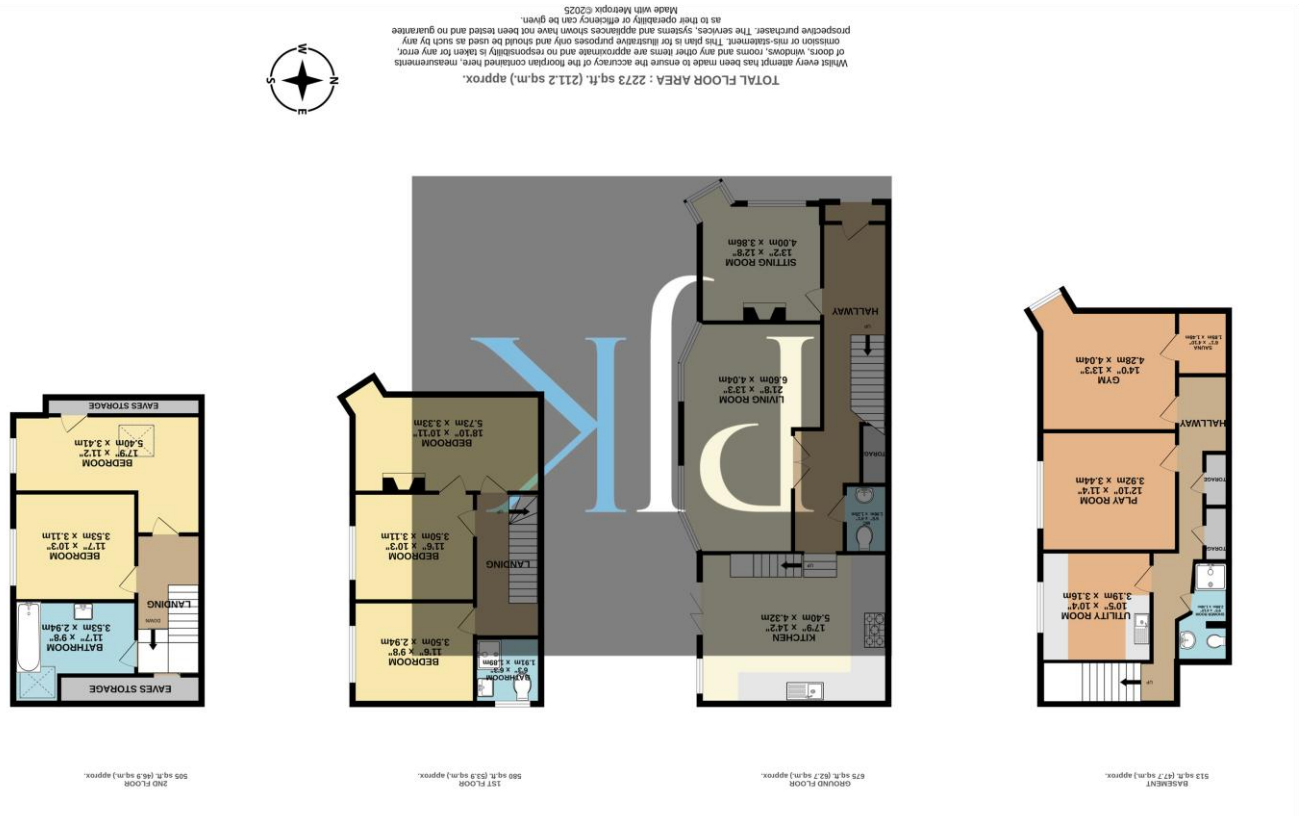 BASEMENT
513 sq.ft. (47.7 sq.m.) approx.
GROUND FLOOR
675 sq.ft. (62.7 sq.m.) approx.
1ST FLOOR
580 sq.ft. (53.9 sq.m.) approx.
2ND FLOOR
505 sq.ft. (46.9 sq.m.) approx.
UP
SHOWER ROOM
UTILITY ROOM
10'5" x 10'4"
3.19m x 3.16m
STORAGE
STORAGE
PLAY ROOM
12'10" x 11'4"
3.92m x 3.44m
HALLWAY
GYM
14'0" x 13'3"
4.28m x 4.04m
SAUNA
KITCHEN
17'9" x 14'2"
5.40m x 4.32m
UP
STORAGE
LIVING ROOM
21'8" x 13'3"
6.60m x 4.04m
UP
HALLWAY
SITTING ROOM
13'2" x 12'8"
4.00m x 3.86m
PJK
BATHROOM
6'3" x 6'3"
1.91m x 1.89m
BEDROOM
11'6" x 9'8"
3.50m x 2.94m
LANDING
BEDROOM
11'6" x 10'3"
3.50m x 3.11m
BEDROOM
18'10" x 10'11"
5.73m x 3.33m
EAVES STORAGE
BATHROOM
11'7" x 9'8"
3.53m x 2.94m
DOWN
LANDING
BEDROOM
11'7" x 10'3"
3.53m x 3.11m
BEDROOM
17'9" x 11'2"
5.40m x 3.41m
EAVES STORAGE
TOTAL FLOOR AREA : 2273 sq.ft. (211.2 sq.m.) approx.
Whilst every attempt has been made to ensure the accuracy of the floorplan contained here, measurements
of doors, windows, rooms and any other items are approximate and no responsibility is taken for any error,
omission or mis-statement. This plan is for illustrative purposes only and should be used as such by any
prospective purchaser. The services, systems and appliances shown have not been tested and no guarantee
as to their operability or efficiency can be given.
Made with Metropix ©2025
E
N
S
W